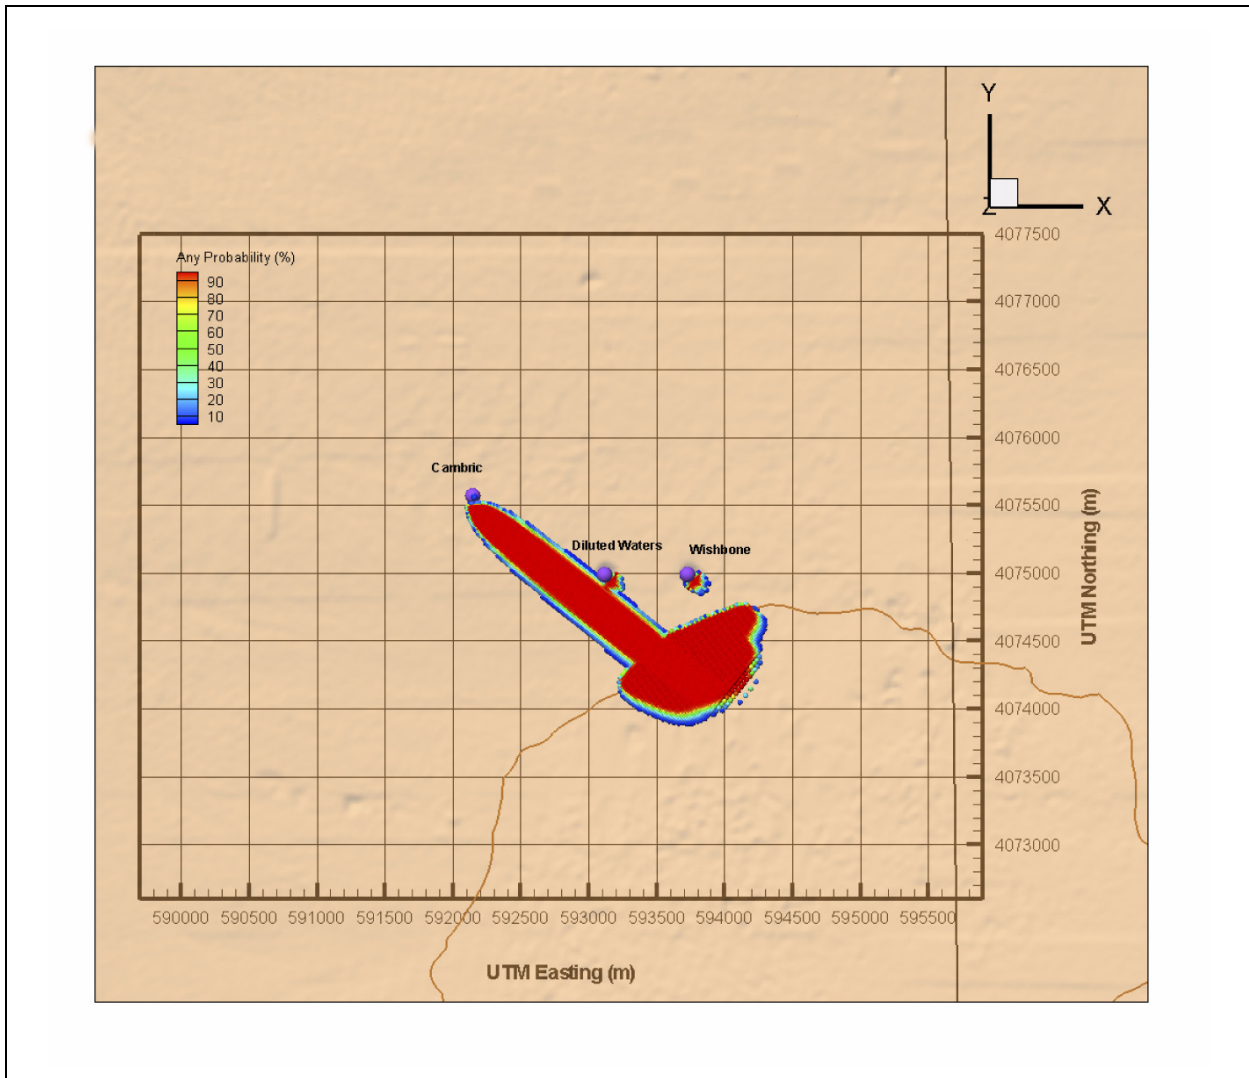 Y
Z
X
4077500
Any Probability (%)
90
80
70
60
50
40
30
20
10
4077000
4076500
4076000
Cambric
4075500
Diluted Waters
Wishbone
4075000
4074500
4074000
4073500
4073000
UTM Northing (m)
590000 590500 591000 591500 592000 592500 593000 593500 594000 594500 595000 595500
UTM Easting (m)